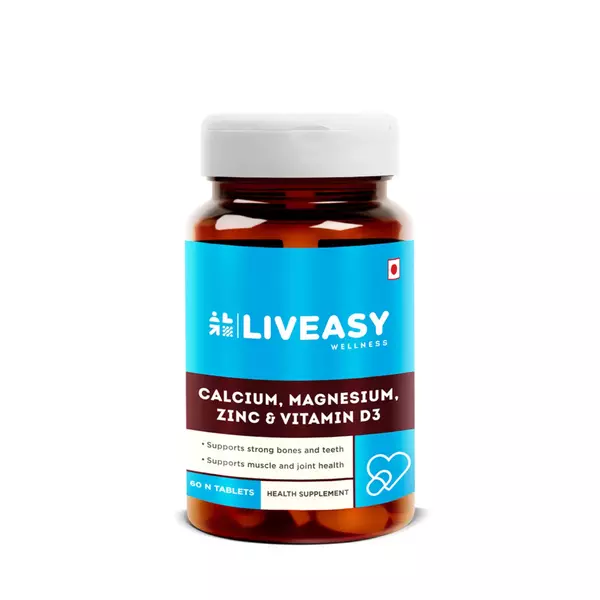 LIVEASY
WELLNESS
CALCIUM, MAGNESIUM,
ZINC & VITAMIN D3
• Supports strong bones and teeth
• Supports muscle and joint health
60 N TABLETS
HEALTH SUPPLEMENT